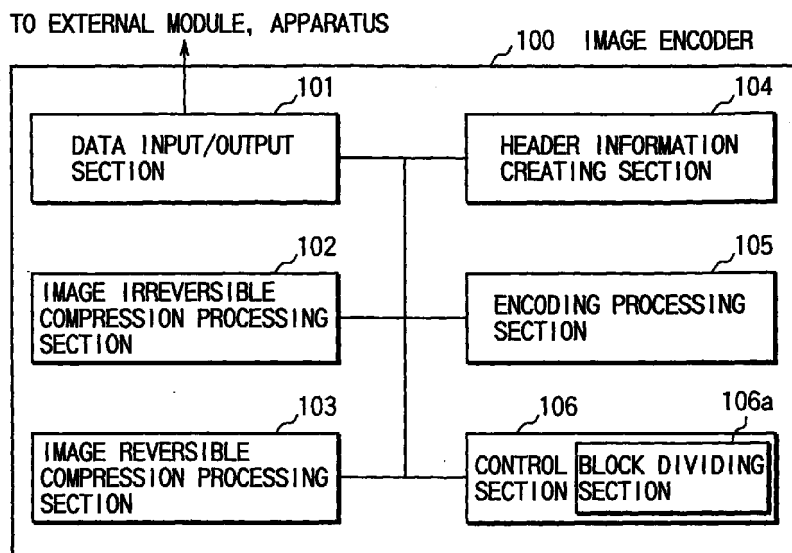 TO EXTERNAL MODULE, APPARATUS
100 IMAGE ENCODER
101
DATA INPUT/OUTPUT
SECTION
104
HEADER INFORMATION
CREATING SECTION
102
IMAGE IRREVERSIBLE
COMPRESSION PROCESSING
SECTION
105
ENCODING PROCESSING
SECTION
103
IMAGE REVERSIBLE
COMPRESSION PROCESSING
SECTION
106
106a
CONTROL
SECTION
BLOCK DIVIDING
SECTION